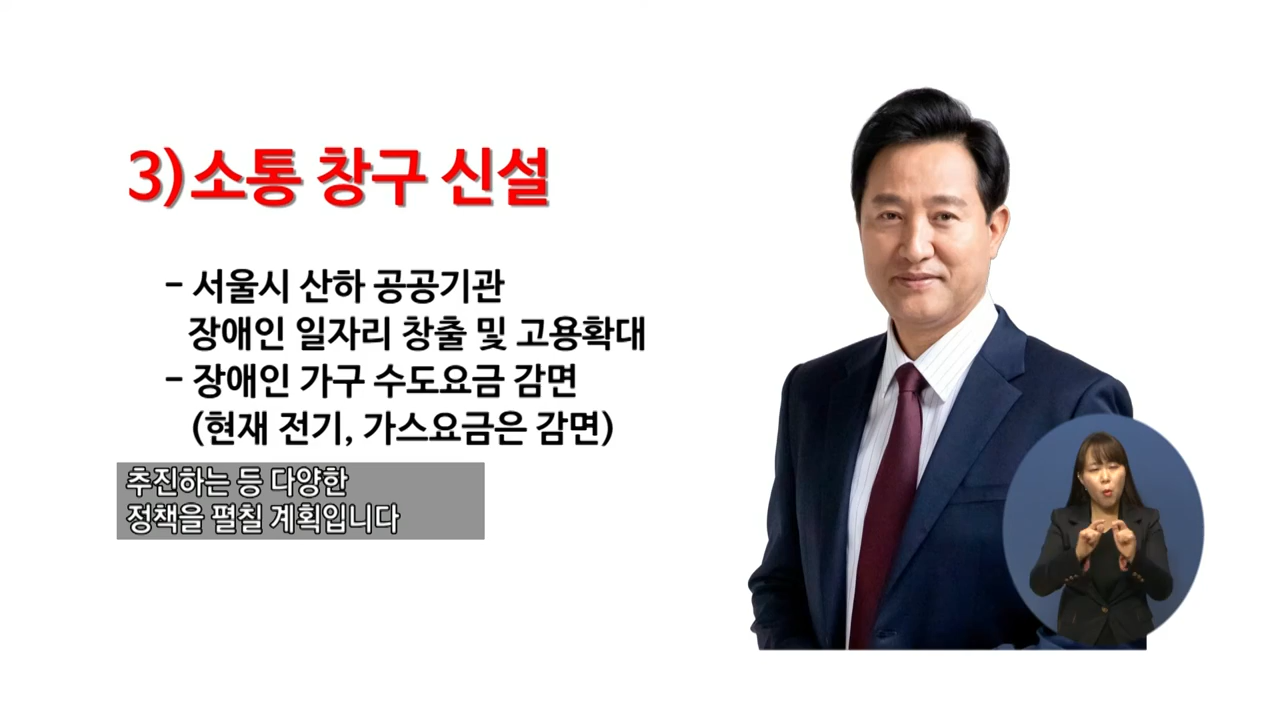 3)소통 창구 신설
- 서울시 산하 공공기관
장애인 일자리 창출 및 고용확대
- 장애인 가구 수도요금 감면
(현재 전기, 가스요금은 감면)
추진하는 등 다양한
정책을 펼칠 계획입니다